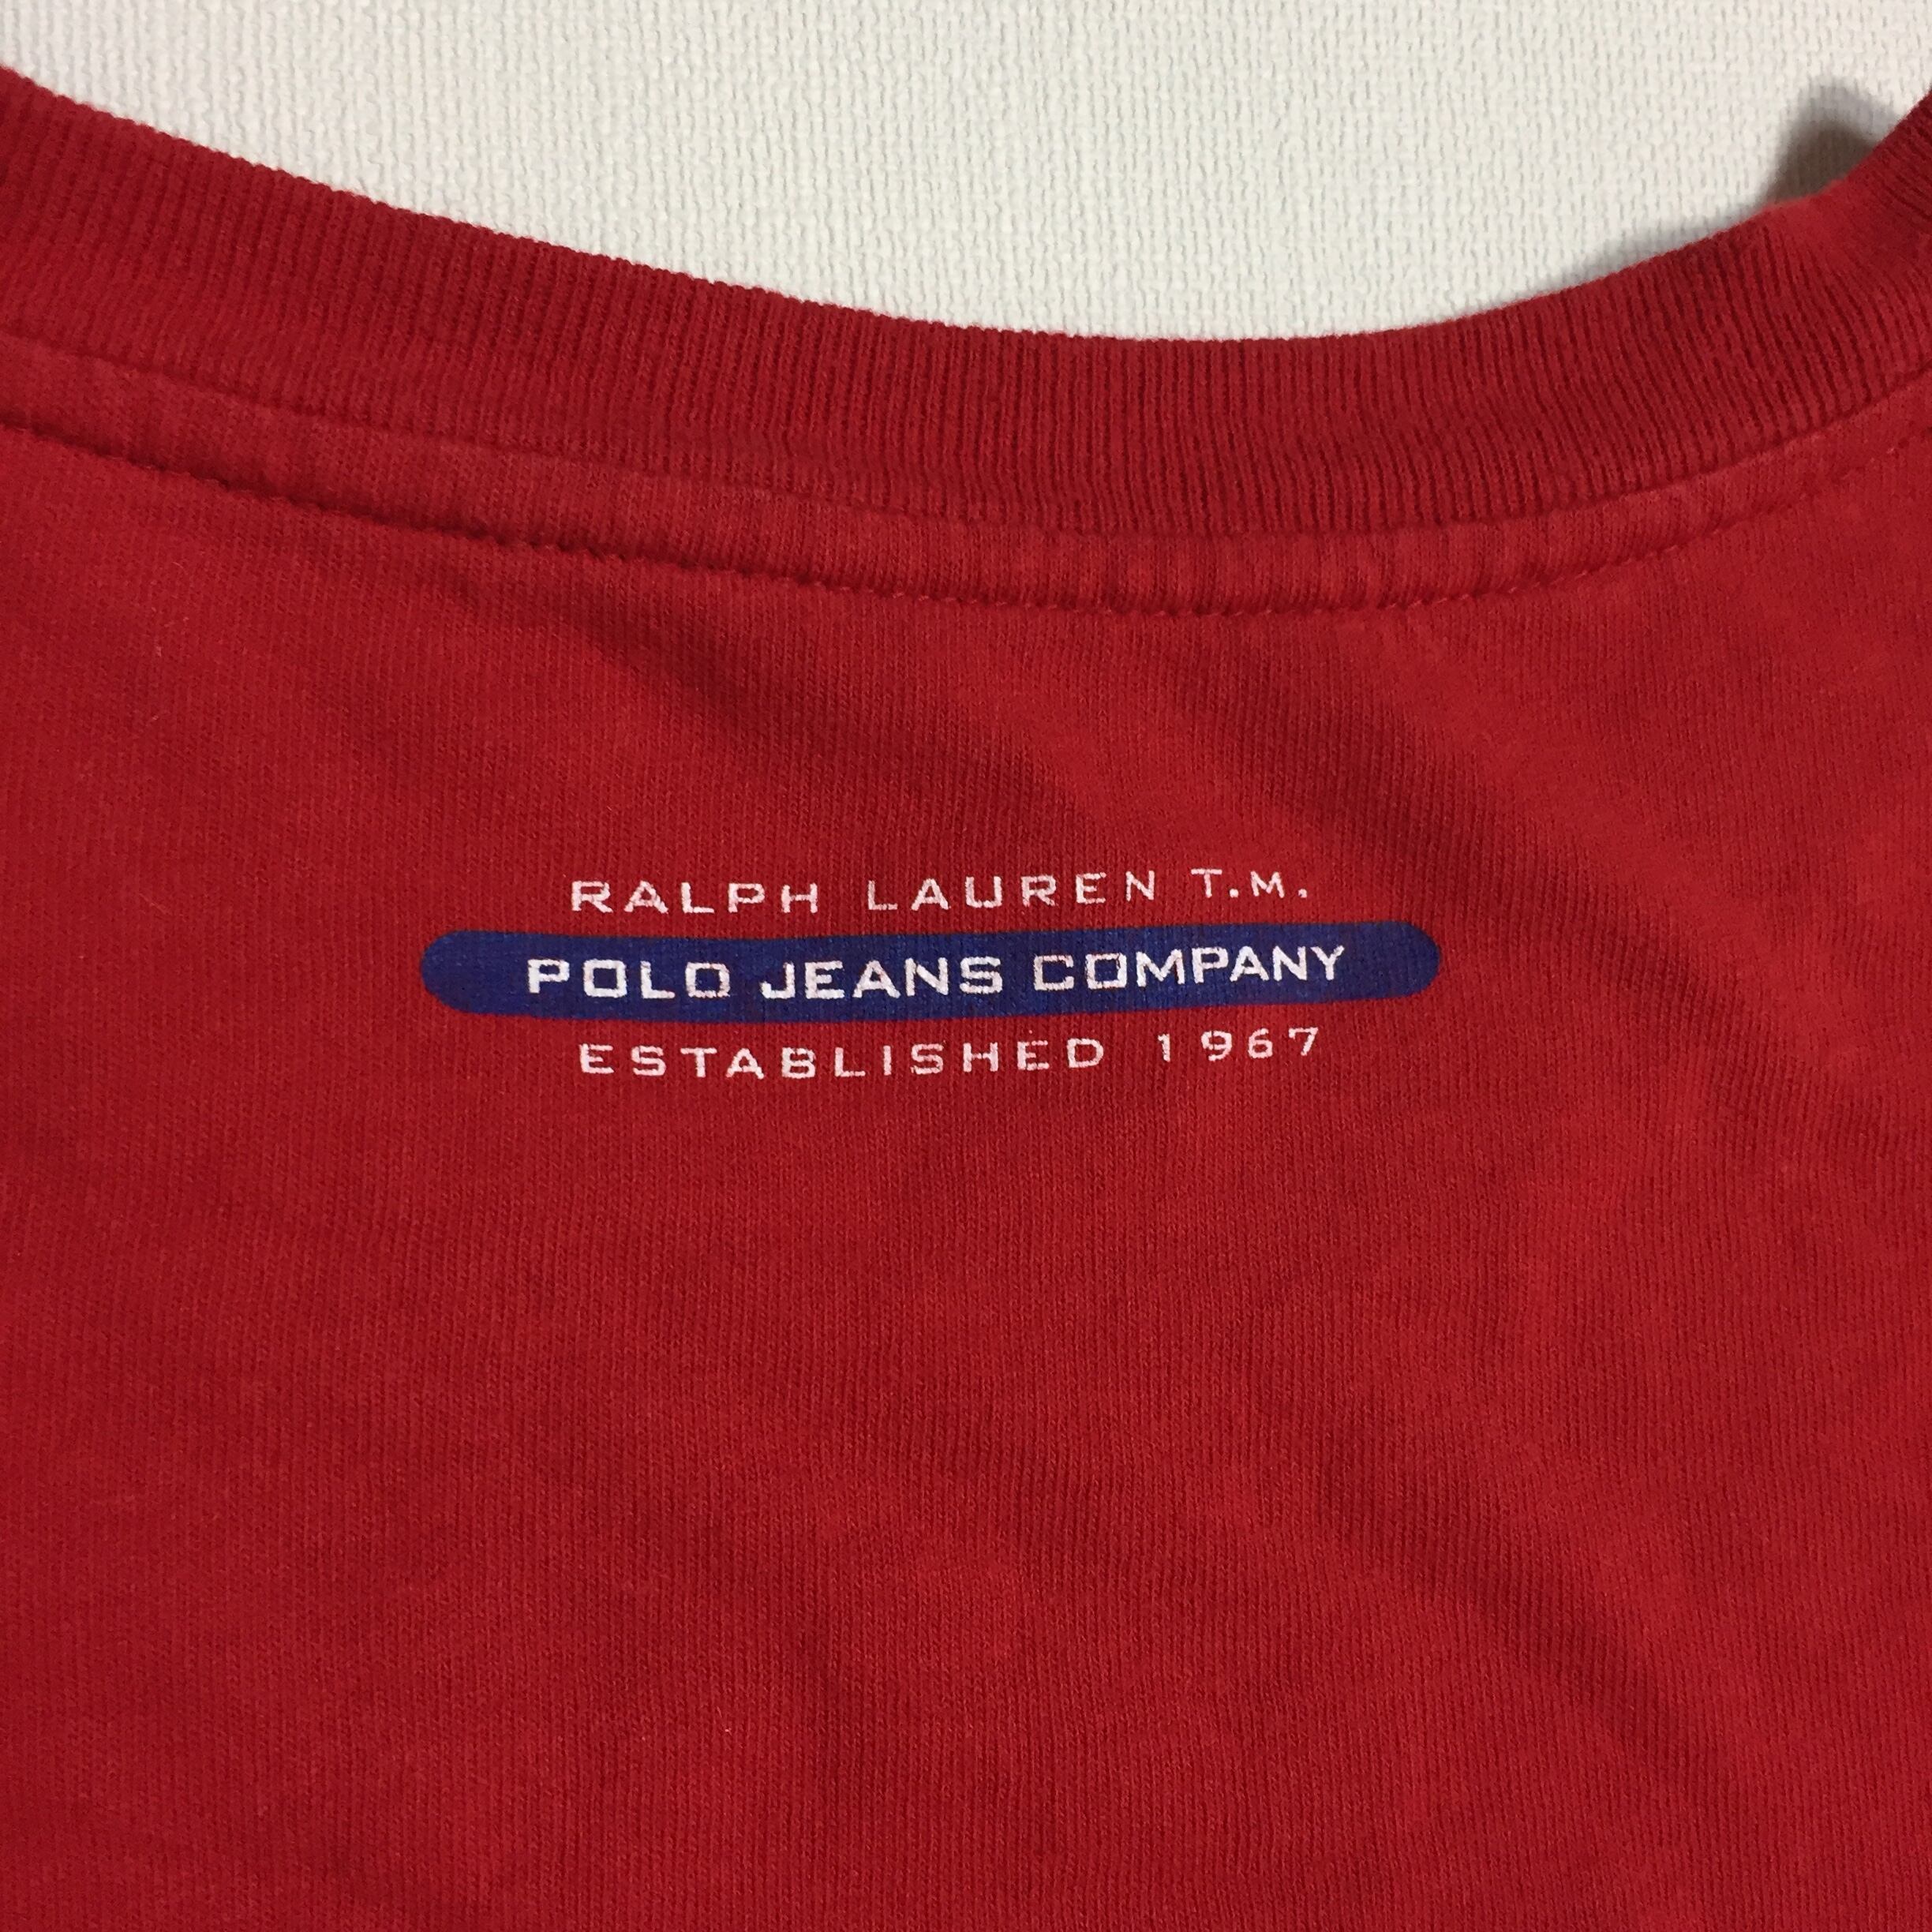 RALPH LAUREN T.M.
POLO JEANS COMPANY
ESTABLISHED 1967